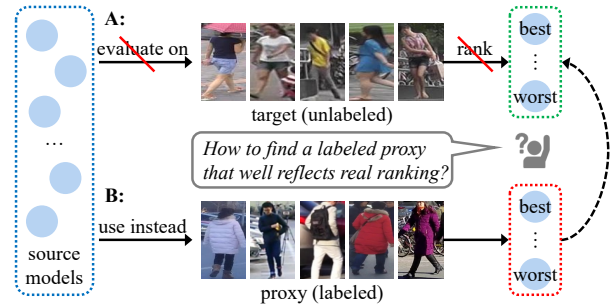 A:
evaluate on
rank
target (unlabeled)
best
⋮
worst
How to find a labeled proxy
that well reflects real ranking?
?
...
B:
use instead
source
models
proxy (labeled)
best
⋮
worst